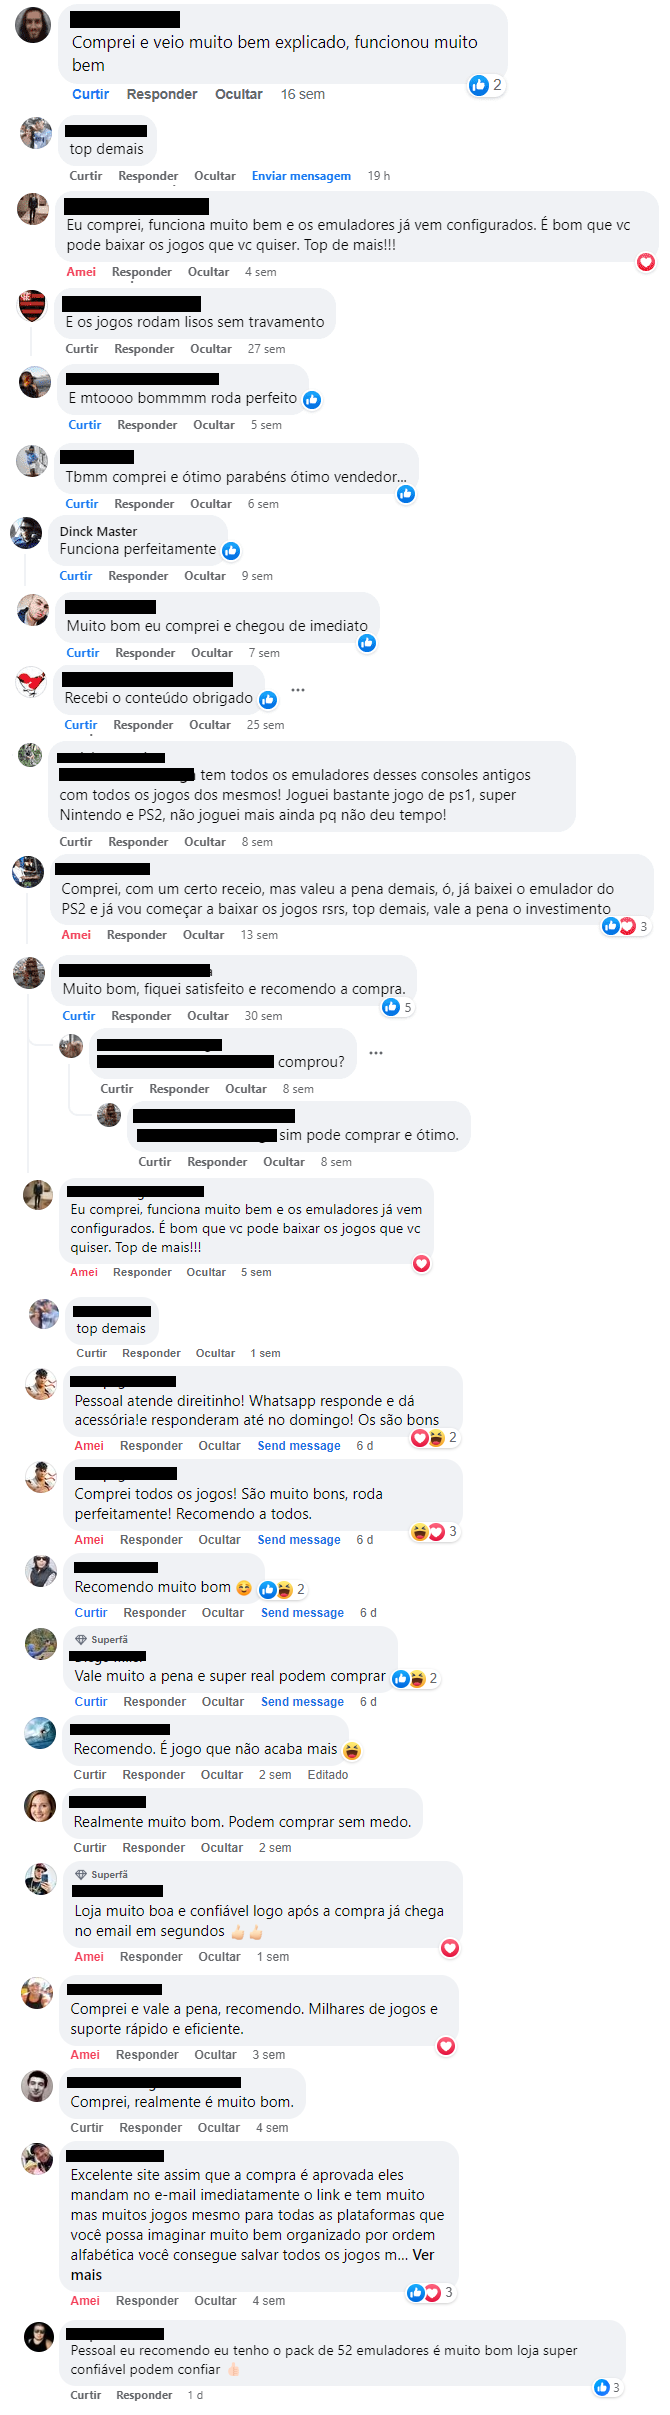 Comprei e veio muito bem explicado, funcionou muito
bem
2
Curtir Responder Ocultar 16 sem
top demais
Curtir Responder Ocultar Enviar mensagem 19 h
Eu comprei, funciona muito bem e os emuladores já vem configurados. É bom que vc
pode baixar os jogos que vc quiser. Top de mais!!!
Amei Responder Ocultar 4 sem
E os jogos rodam lisos sem travamento
Curtir Responder Ocultar 27 sem
E mtoooo bommmm roda perfeito
Curtir Responder Ocultar 5 sem
Tbmm comprei e ótimo parabéns ótimo vendedor...
Curtir Responder Ocultar 6 sem
Dinck Master
Funciona perfeitamente
Curtir Responder Ocultar 9 sem
Muito bom eu comprei e chegou de imediato
Curtir Responder Ocultar 7 sem
Recebi o conteúdo obrigado
Curtir Responder Ocultar 25 sem
tem todos os emuladores desses consoles antigos
com todos os jogos dos mesmos! Joguei bastante jogo de ps1, super
Nintendo e PS2, não joguei mais ainda pq não deu tempo!
Curtir Responder Ocultar 8 sem
Comprei, com um certo receio, mas valeu a pena demais, ó, já baixei o emulador do
PS2 e já vou começar a baixar os jogos rsrs, top demais, vale a pena o investimento
3
Amei Responder Ocultar 13 sem
Muito bom, fiquei satisfeito e recomendo a compra.
5
Curtir Responder Ocultar 30 sem
comprou?
Curtir Responder Ocultar 8 sem
sim pode comprar e ótimo.
Curtir Responder Ocultar 8 sem
Eu comprei, funciona muito bem e os emuladores já vem
configurados. É bom que vc pode baixar os jogos que vc
quiser. Top de mais!!!
Amei Responder Ocultar 5 sem
top demais
Curtir Responder Ocultar 1 sem
Pessoal atende direitinho! Whatsapp responde e dá
acessória!e responderam até no domingo! Os são bons
2
Amei Responder Ocultar Send message 6 d
Comprei todos os jogos! São muito bons, roda
perfeitamente! Recomendo a todos.
3
Amei Responder Ocultar Send message 6 d
Recomendo muito bom 😊 2
Curtir Responder Ocultar Send message 6 d
Superfã
Vale muito a pena e super real podem comprar 2
Curtir Responder Ocultar Send message 6 d
Recomendo. É jogo que não acaba mais
Curtir Responder Ocultar 2 sem Editado
Realmente muito bom. Podem comprar sem medo.
Curtir Responder Ocultar 2 sem
Superfã
Loja muito boa e confiável logo após a compra já chega
no email em segundos 👍🏻👍🏻
Amei Responder Ocultar 1 sem
Comprei e vale a pena, recomendo. Milhares de jogos e
suporte rápido e eficiente.
Amei Responder Ocultar 3 sem
Comprei, realmente é muito bom.
Curtir Responder Ocultar 4 sem
Excelente site assim que a compra é aprovada eles
mandam no e-mail imediatamente o link e tem muito
mas muitos jogos mesmo para todas as plataformas que
você possa imaginar muito bem organizado por ordem
alfabética você consegue salvar todos os jogos m... Ver
mais
3
Amei Responder Ocultar 4 sem
Pessoal eu recomendo eu tenho o pack de 52 emuladores é muito bom loja super
confiável podem confiar 👍🏻
3
Curtir Responder 1 d